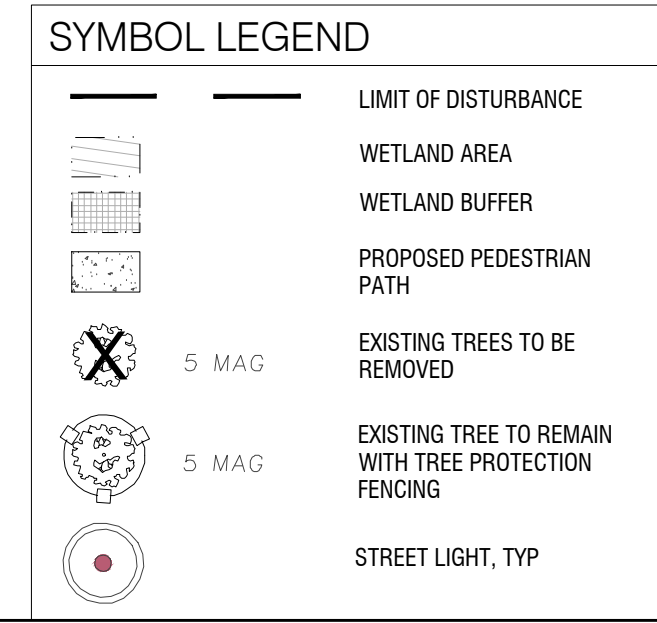 SYMBOL LEGEND
LIMIT OF DISTURBANCE
WETLAND AREA
WETLAND BUFFER
PROPOSED PEDESTRIAN
PATH
5 MAG
EXISTING TREES TO BE
REMOVED
5 MAG
EXISTING TREE TO REMAIN
WITH TREE PROTECTION
FENCING
STREET LIGHT, TYP